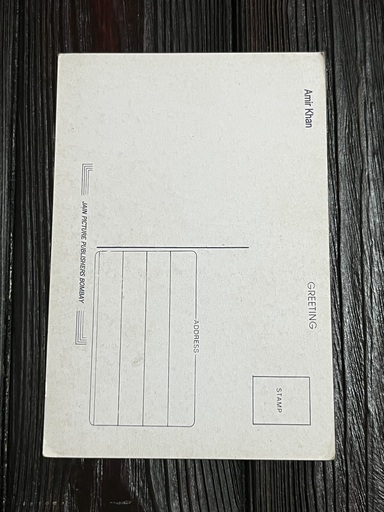 Amir Khan
GREETING
STAMP
ADDRESS
JAIN PICTURE PUBLISHERS BOMBAY